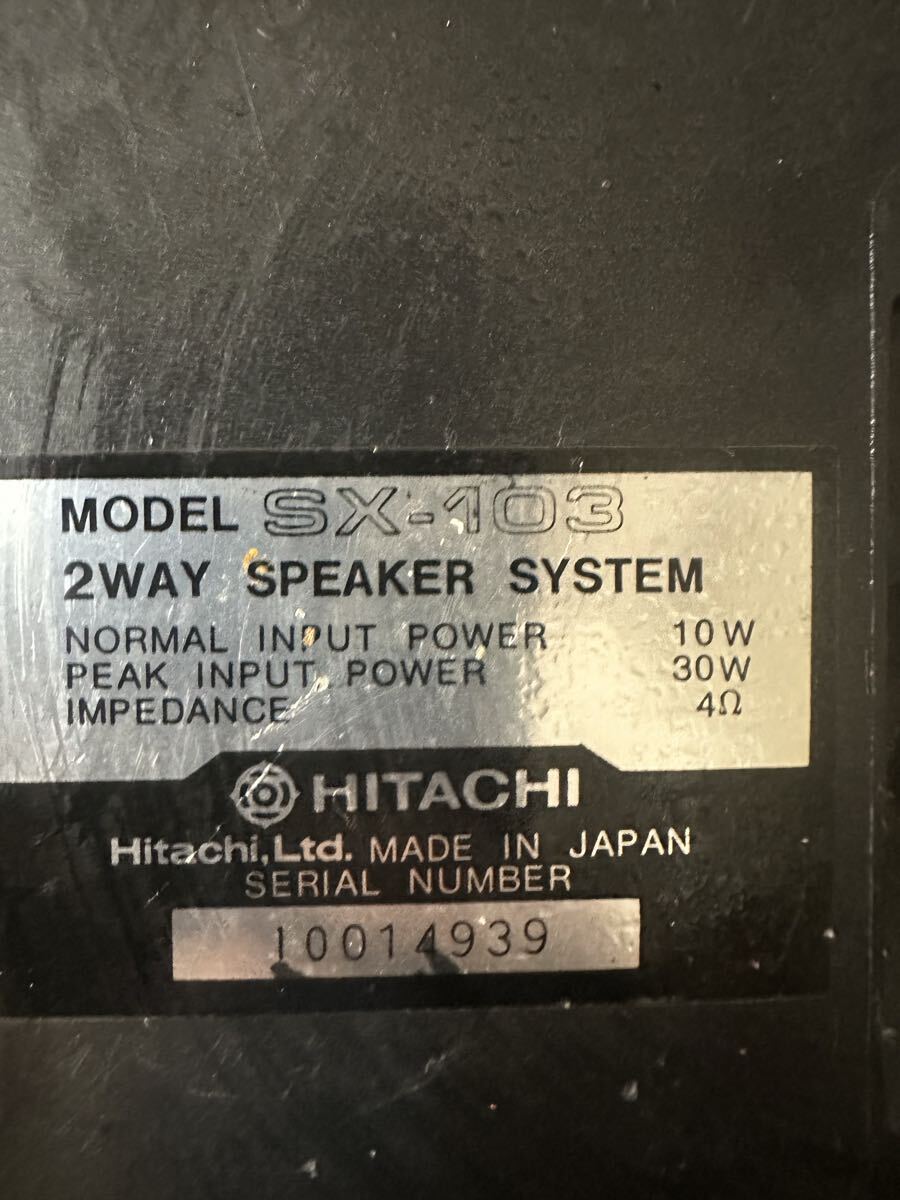 MODEL SX-103
2WAY SPEAKER SYSTEM
NORMAL INPUT POWER 10W
PEAK INPUT POWER 30W
IMPEDANCE 4Ω
HITACHI
Hitachi,Ltd. MADE IN JAPAN
SERIAL NUMBER
10014939